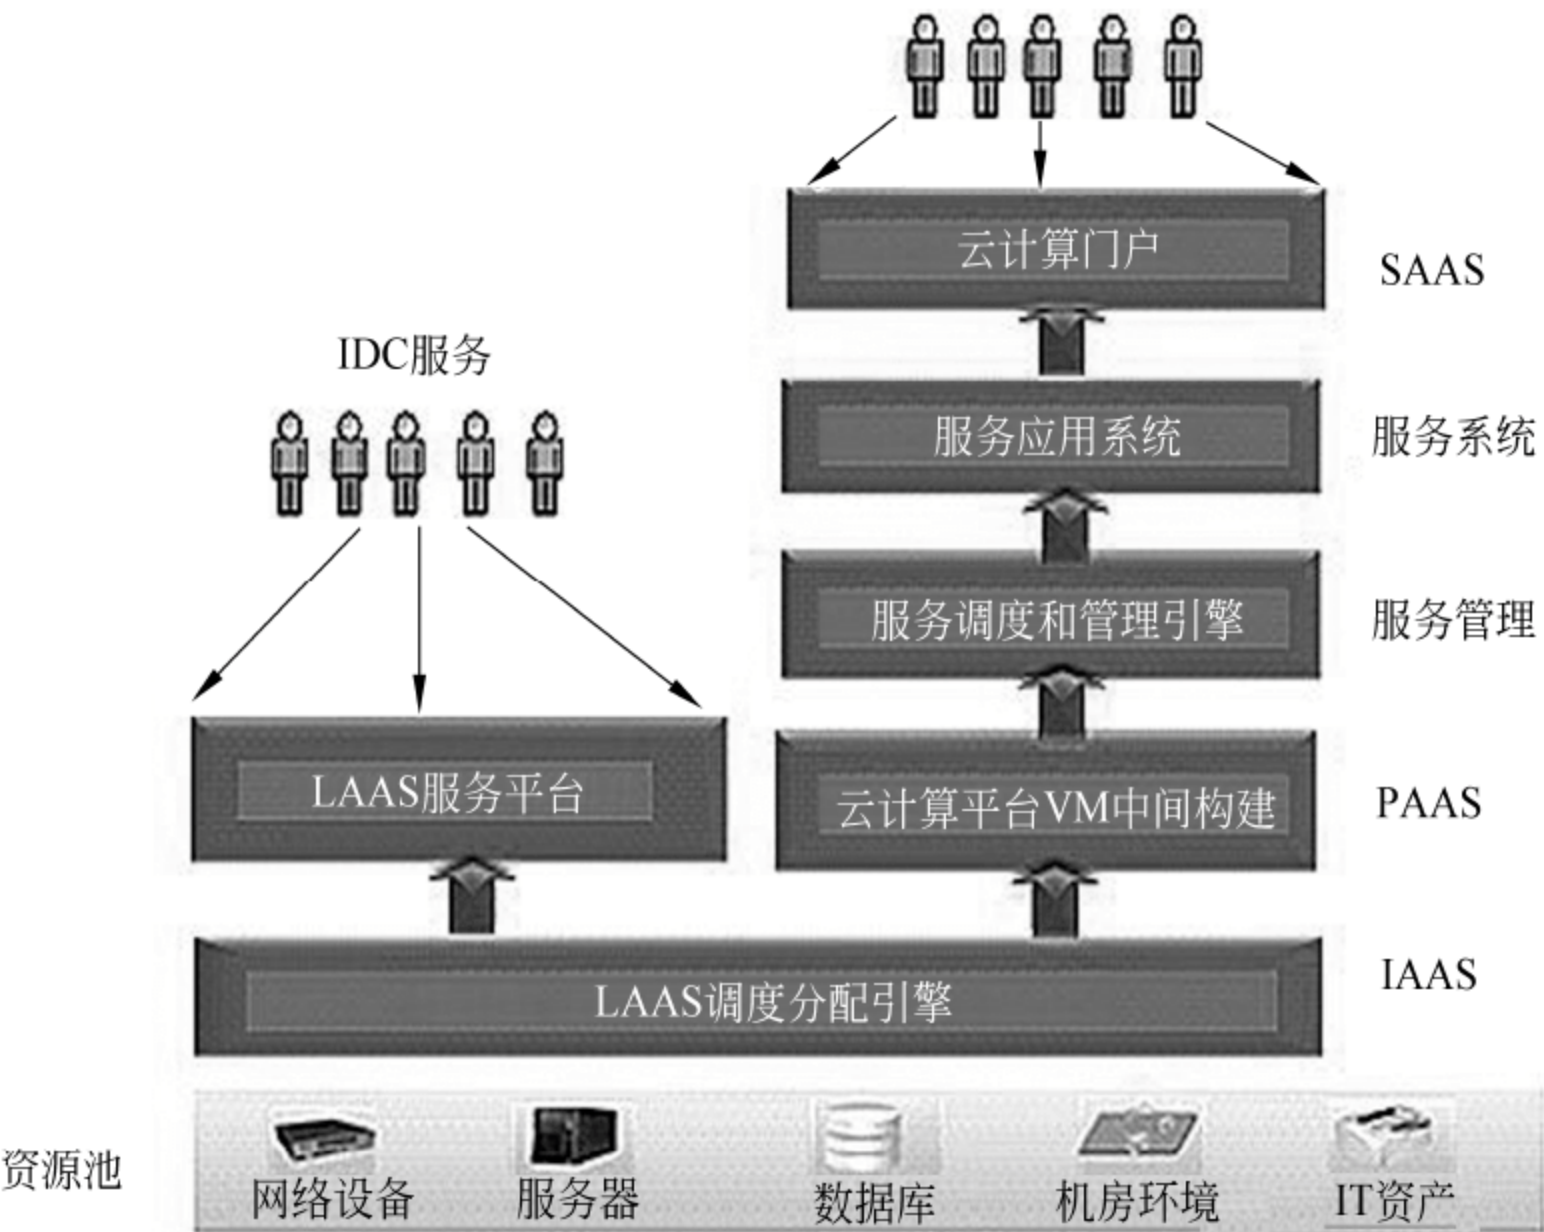 云计算门户
SAAS
IDC服务
服务应用系统
服务系统
服务调度和管理引擎
服务管理
LAAS服务平台
云计算平台VM中间构建
PAAS
LAAS调度分配引擎
IAAS
资源池
网络设备
服务器
数据库
机房环境
IT资产